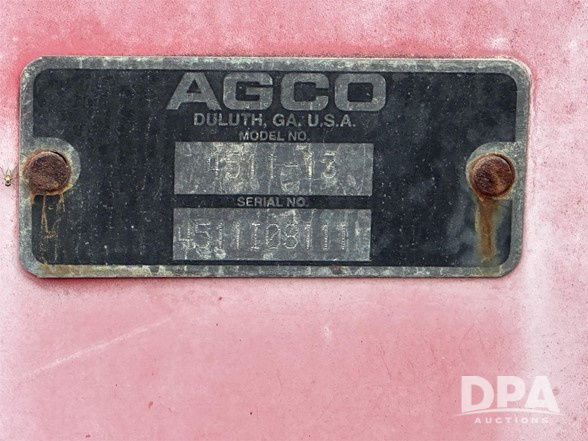 AGCO
DULUTH, GA. U.S.A.
MODEL NO.
4511-13
SERIAL NO.
4511I08111
DPA
AUCTIONS